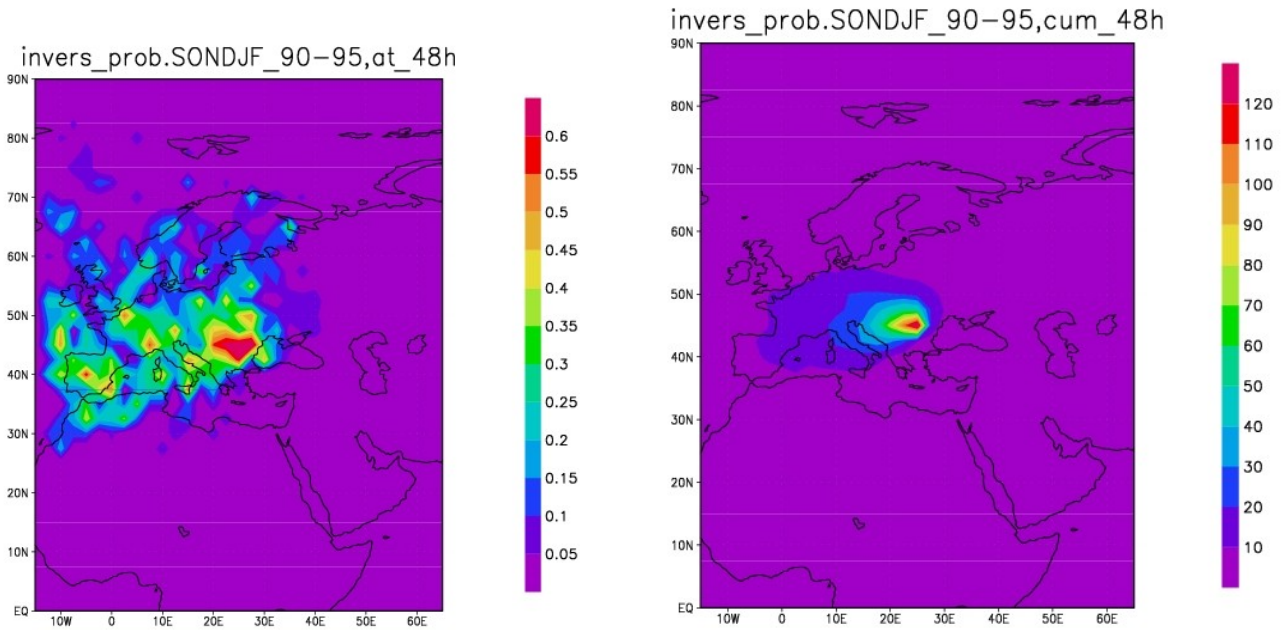 invers_prob.SONDJF_90-95,at_48h
90N
80N
70N
60N
50N
40N
30N
20N
10N
EQ
10W 0 10E 20E 30E 40E 50E 60E
0.6
0.55
0.5
0.45
0.4
0.35
0.3
0.25
0.2
0.15
0.1
0.05
invers_prob.SONDJF_90-95,cum_48h
90N
80N
70N
60N
50N
40N
30N
20N
10N
EQ
10W 0 10E 20E 30E 40E 50E 60E
120
110
100
90
80
70
60
50
40
30
20
10